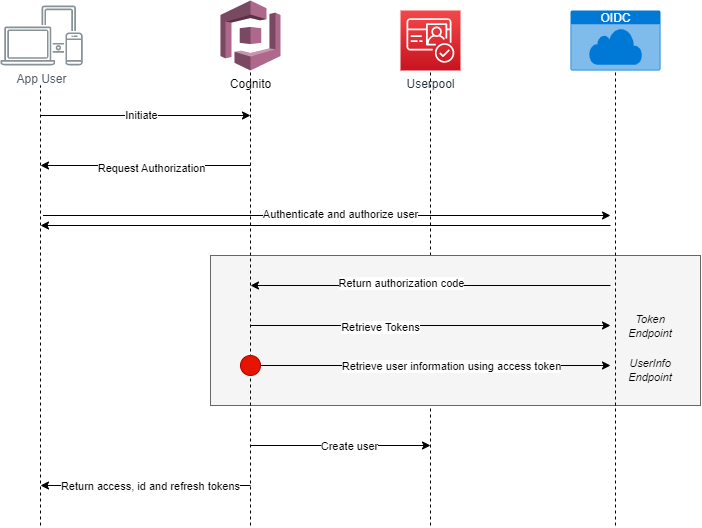 OIDC
App User
Cognito
Userpool
Initiate
Request Authorization
Authenticate and authorize user
Return authorization code
Retrieve Tokens
Token
Endpoint
Retrieve user information using access token
UserInfo
Endpoint
Create user
Return access, id and refresh tokens